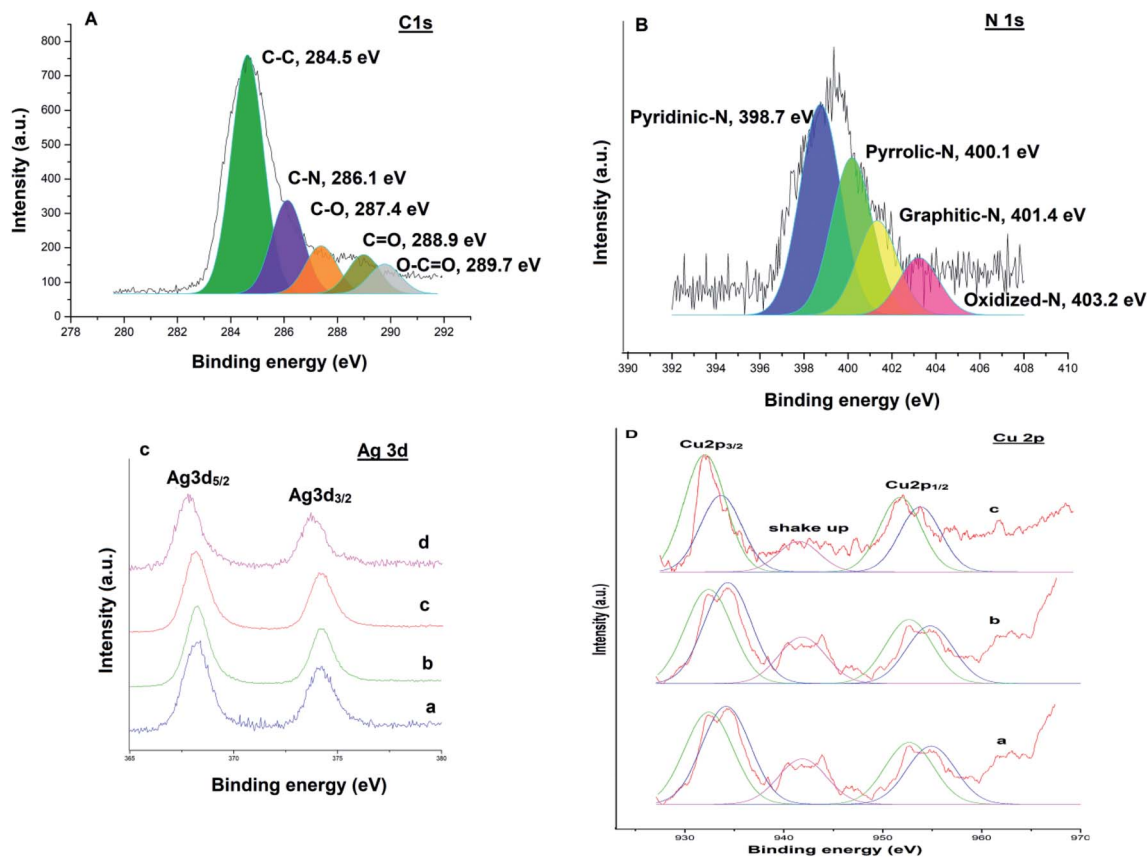 A
C1s
C-C, 284.5 eV
C-N, 286.1 eV
C-O, 287.4 eV
C=O, 288.9 eV
O-C=O, 289.7eV
Intensity (a.u.)
800
700
600
500
400
300
200
100
0
278 280 282 284 286 288 290 292 294
Binding energy (eV)
B
N 1s
Pyridinic-N, 398.7 eV
Pyrrolic-N, 400.1 eV
Graphitic-N, 401.4 eV
Oxidized-N, 403.2 eV
Intensity (a.u.)
390 392 394 396 398 400 402 404 406 408 410
Binding energy (eV)
c
Ag 3d
Ag3d5/2
Ag3d3/2
d
c
b
a
Intensity (a.u.)
365 370 375 380
Binding energy (eV)
D
Cu 2p
Cu2p3/2
Cu2p1/2
shake up
c
b
a
Intensity (a.u.)
930 940 950 960 970
Binding energy (eV)